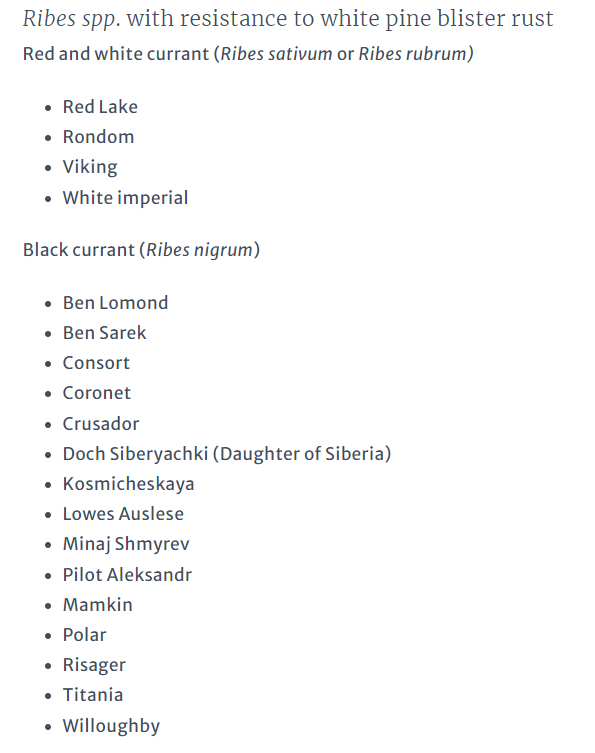 Ribes spp. with resistance to white pine blister rust
Red and white currant (Ribes sativum or Ribes rubrum)
• Red Lake
• Rondom
• Viking
• White imperial
Black currant (Ribes nigrum)
• Ben Lomond
• Ben Sarek
• Consort
• Coronet
• Crusador
• Doch Siberyachki (Daughter of Siberia)
• Kosmicheskaya
• Lowes Auslese
• Minaj Shmyrev
• Pilot Aleksandr
• Mamkin
• Polar
• Risager
• Titania
• Willoughby